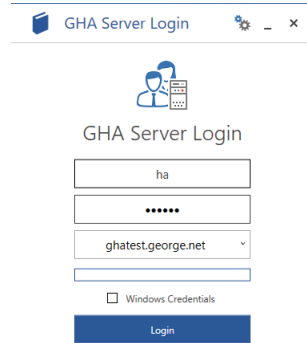 GHA Server Login
GHA Server Login
ha
••••••
ghatest.george.net
Windows Credentials
Login